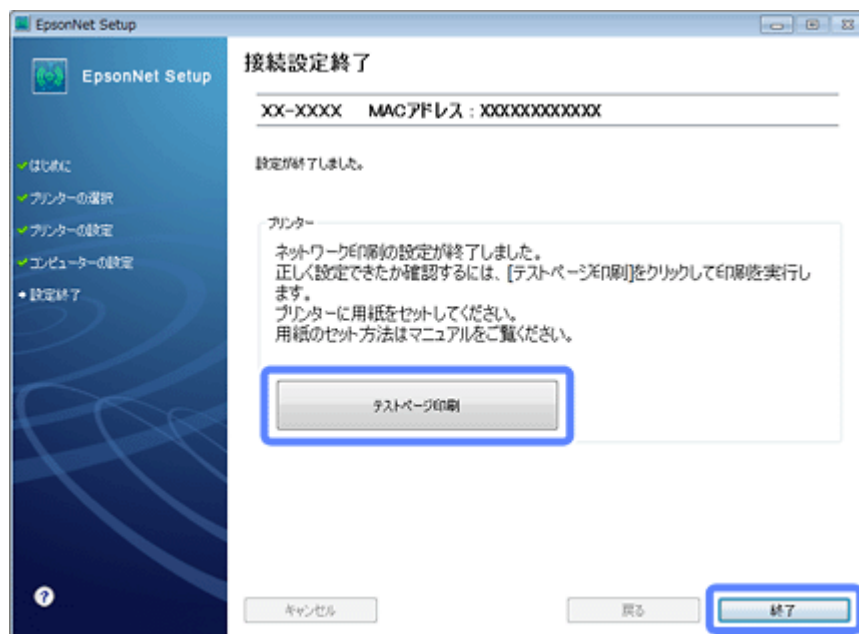 EpsonNet Setup
EpsonNet Setup
はじめに
プリンターの選択
プリンターの設定
コンピューターの設定
設定終了
接続設定終了
XX-XXXX MACアドレス：XXXXXXXXXXXX
設定が終了しました。
プリンター
ネットワーク印刷の設定が終了しました。
正しく設定できたか確認するには、[テストページ印刷]をクリックして印刷を実行し
ます。
プリンターに用紙をセットしてください。
用紙のセット方法はマニュアルをご覧ください。
テストページ印刷
?
キャンセル
戻る
終了